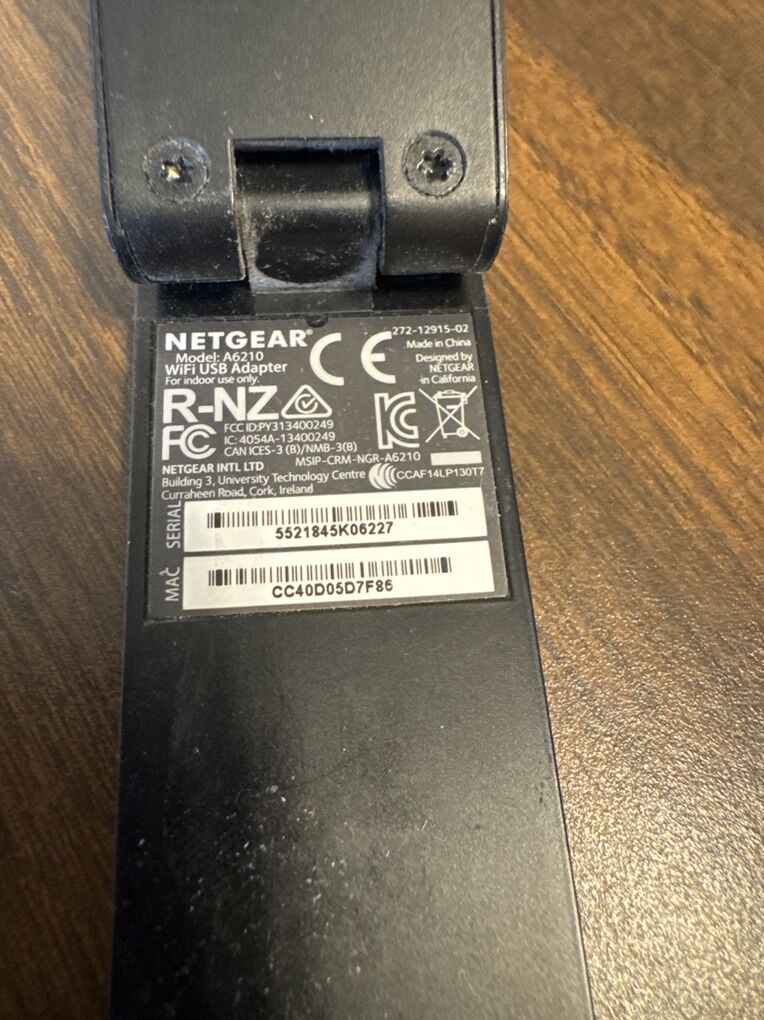 NETGEAR®
272-12915-02
Model: A6210
WiFi USB Adapter
For indoor use only.
CE
Made in China
Designed by
NETGEAR
in California
R-NZ
FC
FCC ID:PY313400249
IC: 4054A-13400249
CAN ICES-3 (B)/NMB-3(B)
MSIP-CRM-NGR-A6210
NETGEAR INTL LTD
Building 3, University Technology Centre
CCAF14LP130T7
Curraheen Road, Cork, Ireland
SERIAL
5521845K06227
MAC
CC40D05D7F86